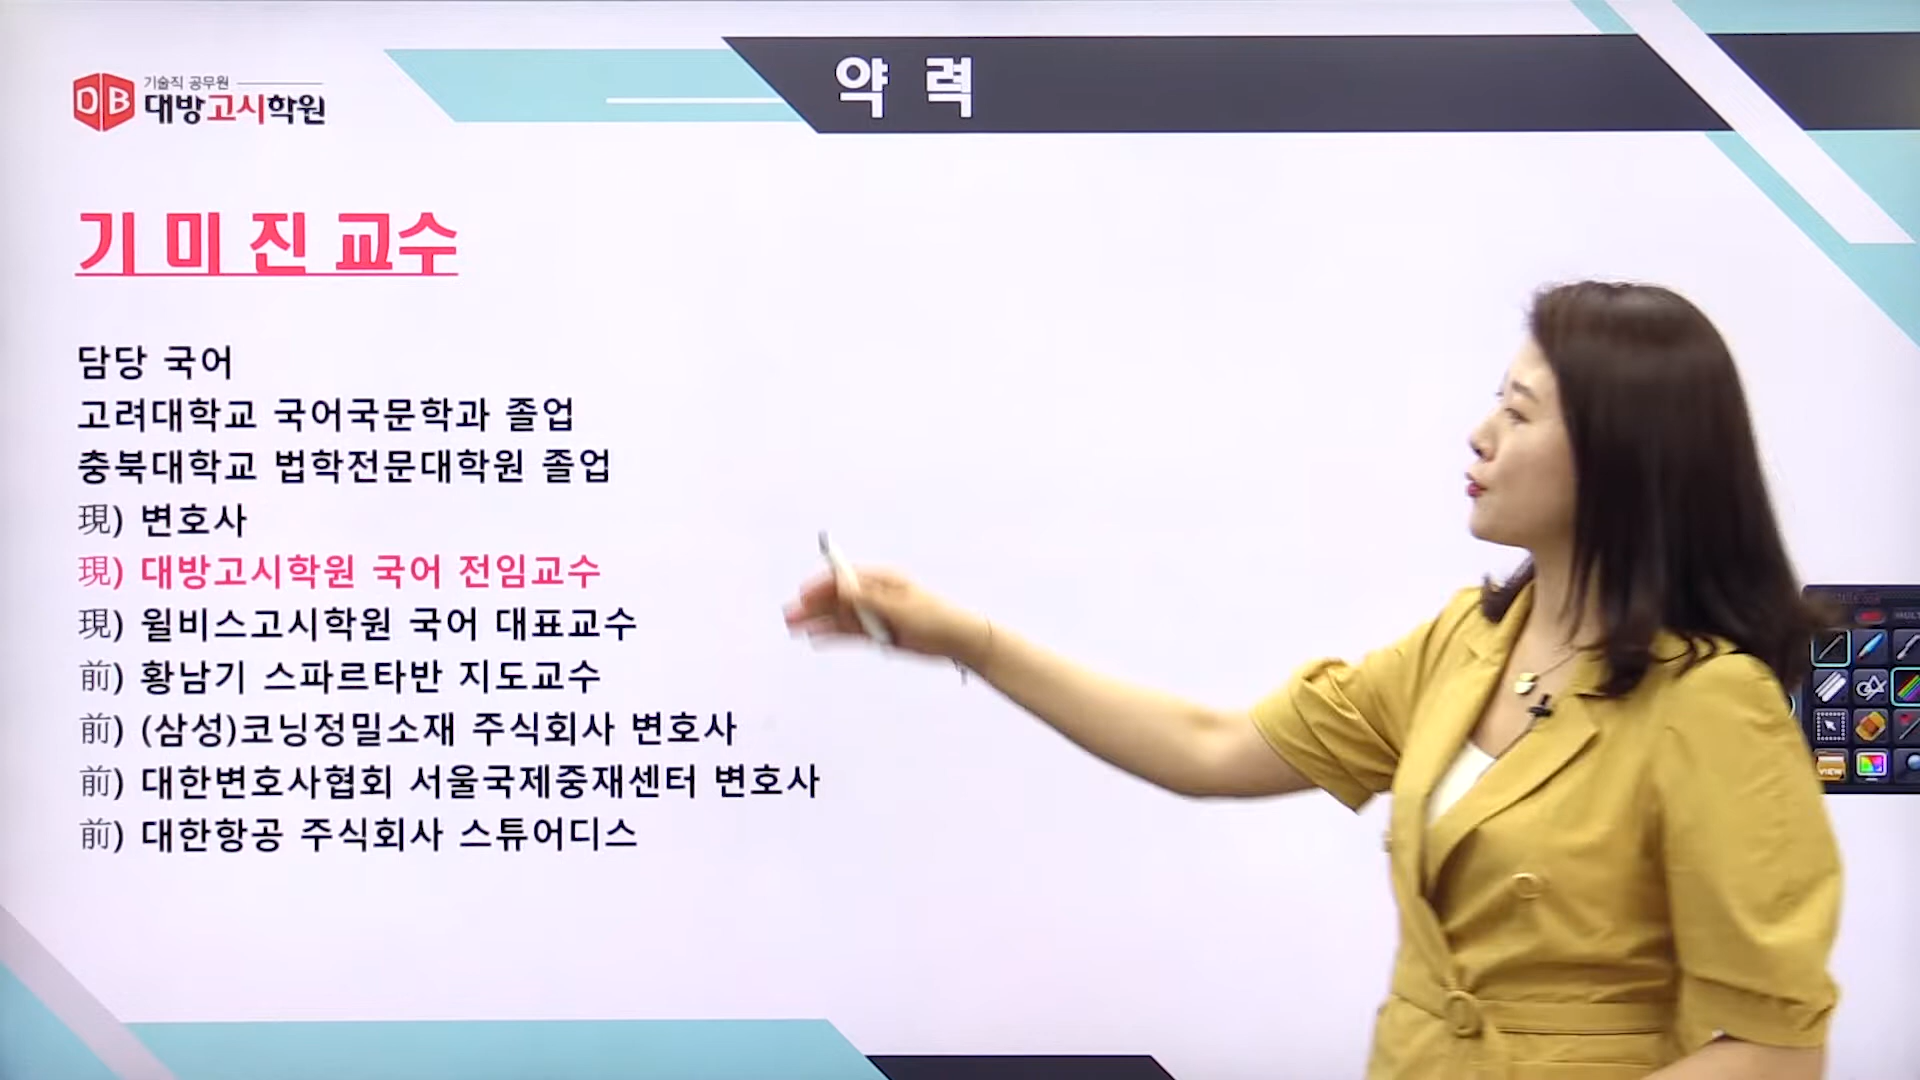 기술직 공무원
DB 대방고시학원
약 력
기 미 진 교수
담당 국어
고려대학교 국어국문학과 졸업
충북대학교 법학전문대학원 졸업
現) 변호사
現) 대방고시학원 국어 전임교수
現) 윌비스고시학원 국어 대표교수
前) 황남기 스파르타반 지도교수
前) (삼성)코닝정밀소재 주식회사 변호사
前) 대한변호사협회 서울국제중재센터 변호사
前) 대한항공 주식회사 스튜어디스
VIEW